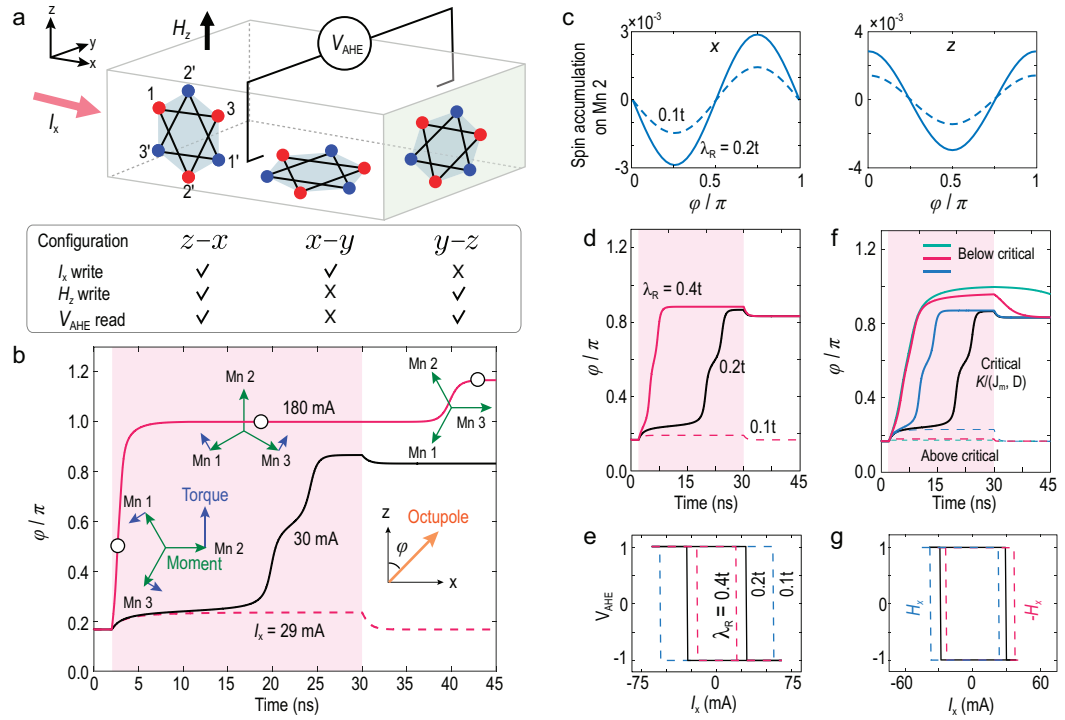 a
z
y
x
I_x
H_z
V_AHE
2'
1
3
3'
1'
2'
Configuration z–x x–y y–z
I_x write ✓ ✓ X
H_z write ✓ X ✓
V_AHE read ✓ X ✓
b
φ / π
1.2
1.0
0.8
0.6
0.4
0.2
0.0
0 5 10 15 20 25 30 35 40 45
Time (ns)
Mn 2
180 mA
Mn 1
Mn 3
Mn 2
Mn 3
Mn 1
Mn 1
Torque
Mn 2
Moment
Mn 3
30 mA
z
Octupole
φ
x
I_x = 29 mA
c
Spin accumulation
on Mn 2
×10⁻³
3
0
-3
x
0.1t
λ_R = 0.2t
0 0.5 1
φ / π
×10⁻³
4
0
-4
z
0 0.5 1
φ / π
d
φ / π
1.2
0.8
0.4
0.0
λ_R = 0.4t
0.2t
0.1t
0 15 30 45
Time (ns)
f
φ / π
1.2
0.8
0.4
0.0
Below critical
Critical
K/(J_m, D)
Above critical
0 15 30 45
Time (ns)
e
V_AHE
1
0
-1
λ_R = 0.4t
0.2t
0.1t
-75 0 75
I_x (mA)
g
1
0
-1
H_x
-H_x
-60 0 60
I_x (mA)